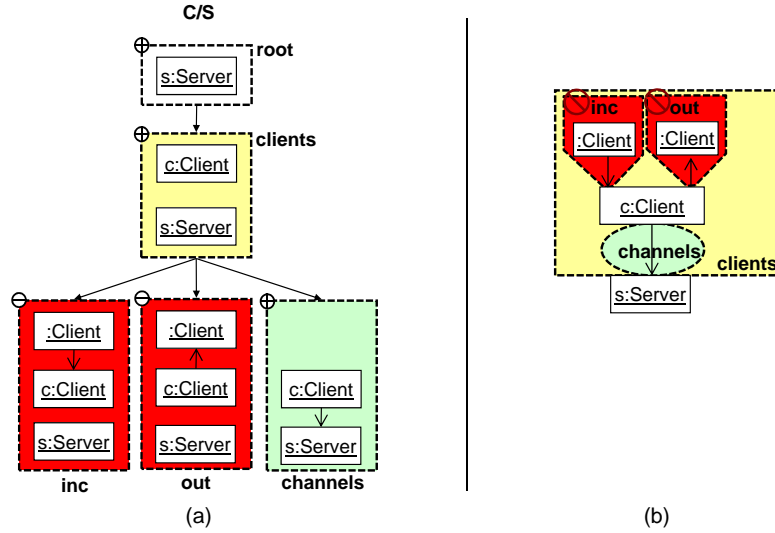 C/S
root
s:Server
clients
c:Client
s:Server
:Client
c:Client
s:Server
inc
:Client
c:Client
s:Server
out
c:Client
s:Server
channels
(a)
inc
out
:Client
:Client
c:Client
channels
clients
s:Server
(b)